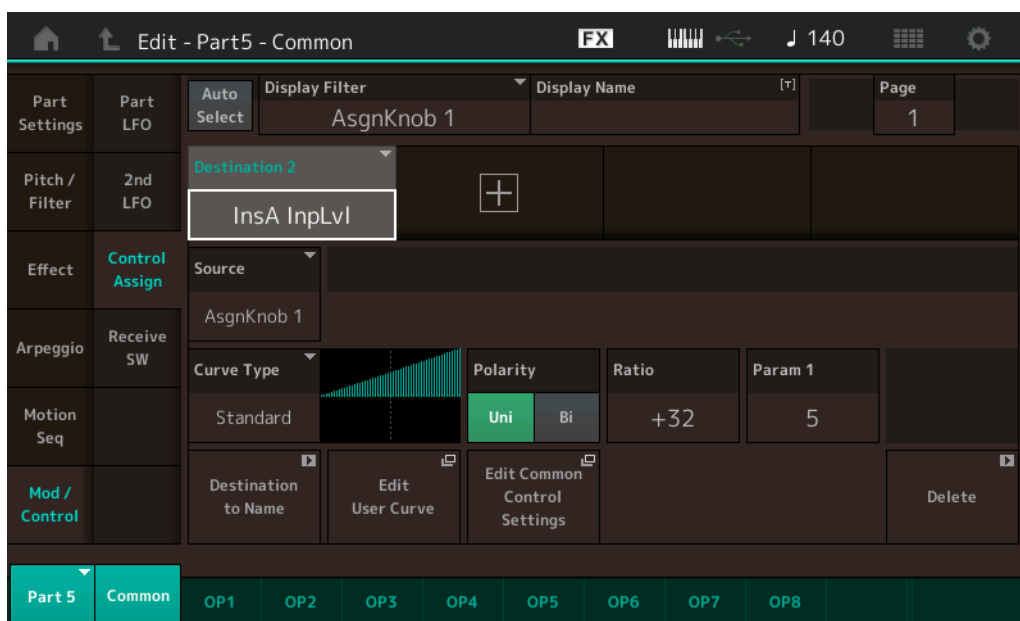 Edit - Part5 - Common
FX
♩ 140
Part
Settings
Part
LFO
Auto
Select
Display Filter
AsgnKnob 1
Display Name
[T]
Page
1
Pitch /
Filter
2nd
LFO
Destination 2
InsA InpLvl
Effect
Control
Assign
Source
AsgnKnob 1
Arpeggio
Receive
SW
Curve Type
Standard
Polarity
Uni
Bi
Ratio
+32
Param 1
5
Motion
Seq
Mod /
Control
Destination
to Name
Edit
User Curve
Edit Common
Control
Settings
Delete
Part 5
Common
OP1
OP2
OP3
OP4
OP5
OP6
OP7
OP8